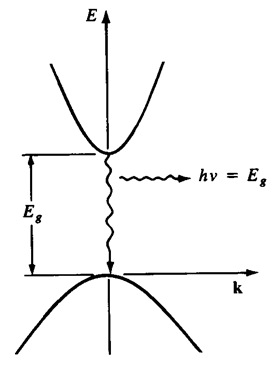 E
hν = E_g
E_g
k